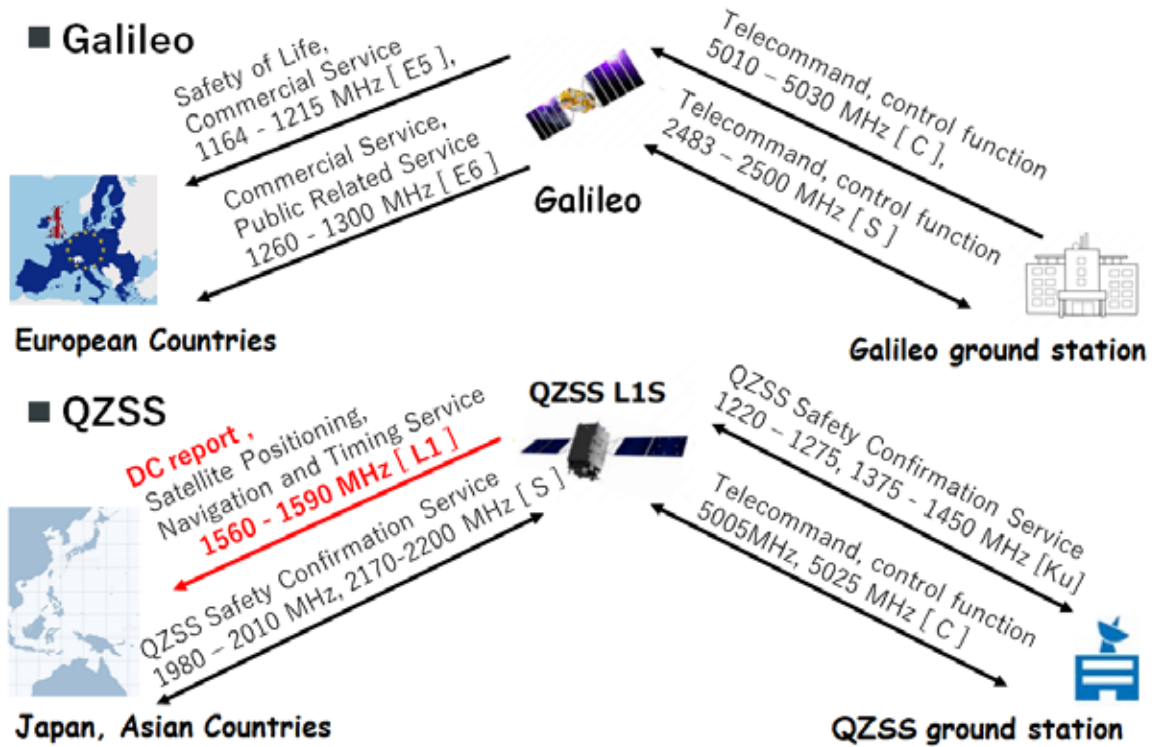 ■ Galileo
Safety of Life,
Commercial Service
1164 - 1215 MHz [ E5 ],
Commercial Service,
Public Related Service
1260 - 1300 MHz [ E6 ]
Galileo
Telecommand, control function
5010 – 5030 MHz [ C ],
Telecommand, control function
2483 – 2500 MHz [ S ]
European Countries
Galileo ground station
■ QZSS
DC report ,
Satellite Positioning,
Navigation and Timing Service
1560 - 1590 MHz [ L1 ]
QZSS Safety Confirmation Service
1980 – 2010 MHz, 2170-2200 MHz [ S ]
QZSS L1S
QZSS Safety Confirmation Service
1220 – 1275, 1375 - 1450 MHz [Ku]
Telecommand, control function
5005MHz, 5025 MHz [ C ]
Japan, Asian Countries
QZSS ground station